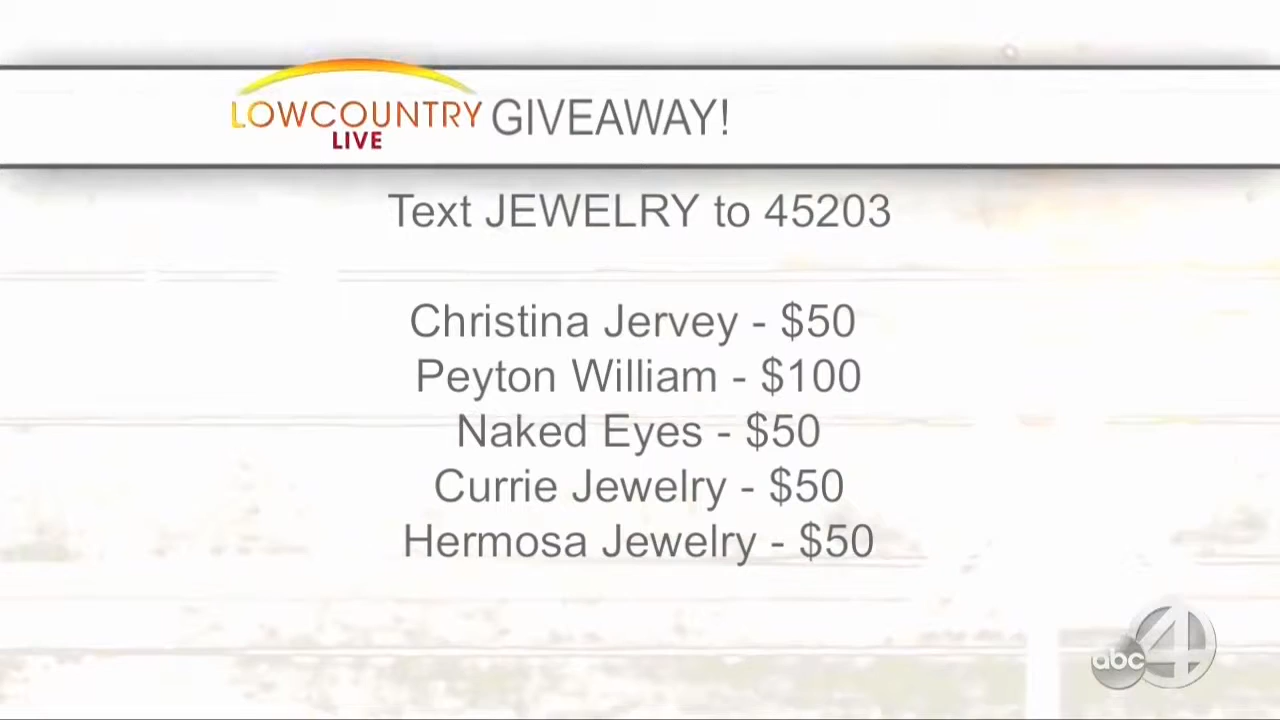 LOWCOUNTRY LIVE GIVEAWAY!
Text JEWELRY to 45203
Christina Jervey - $50
Peyton William - $100
Naked Eyes - $50
Currie Jewelry - $50
Hermosa Jewelry - $50
abc 4